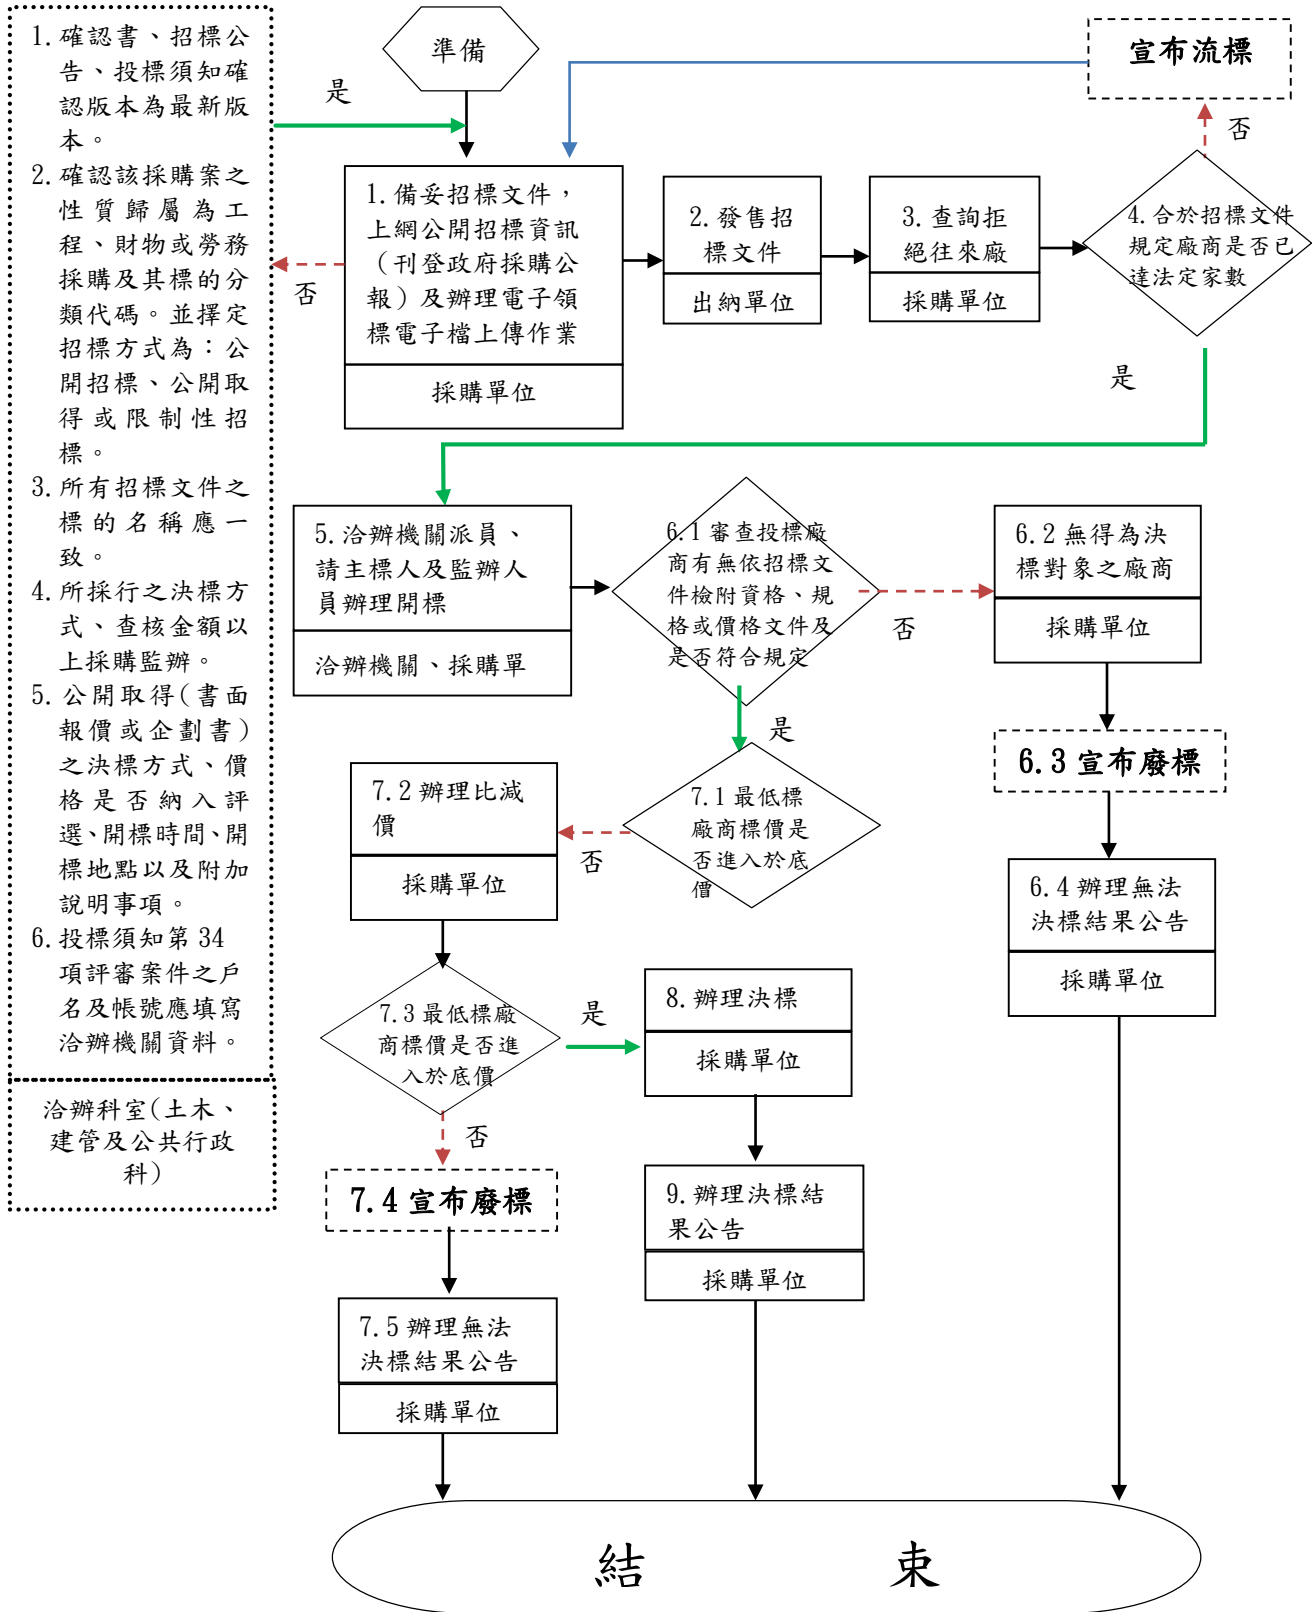 1.確認書、招標公
告、投標須知確
認版本為最新版
本。
2.確認該採購案之
性質歸屬為工
程、財物或勞務
採購及其標的分
類代碼。並擇定
招標方式為：公
開招標、公開取
得或限制性招
標。
3.所有招標文件之
標的名稱應一
致。
4.所採行之決標方
式、查核金額以
上採購監辦。
5.公開取得(書面
報價或企劃書)
之決標方式、價
格是否納入評
選、開標時間、開
標地點以及附加
說明事項。
6.投標須知第34
項評審案件之戶
名及帳號應填寫
洽辦機關資料。
洽辦科室(土木、
建管及公共行政
科)
準備
是
否
1.備妥招標文件，
上網公開招標資訊
（刊登政府採購公
報）及辦理電子領
標電子檔上傳作業
採購單位
2.發售招
標文件
出納單位
3.查詢拒
絕往來廠
採購單位
宣布流標
否
4.合於招標文件
規定廠商是否已
達法定家數
是
5.洽辦機關派員、
請主標人及監辦人
員辦理開標
洽辦機關、採購單
6.1審查投標廠
商有無依招標文
件檢附資格、規
格或價格文件及
是否符合規定
否
6.2無得為決
標對象之廠商
採購單位
6.3宣布廢標
6.4辦理無法
決標結果公告
採購單位
是
7.1最低標
廠商標價是
否進入於底
價
否
7.2辦理比減
價
採購單位
7.3最低標廠
商標價是否進
入於底價
是
8.辦理決標
採購單位
9.辦理決標結
果公告
採購單位
否
7.4宣布廢標
7.5辦理無法
決標結果公告
採購單位
結 束